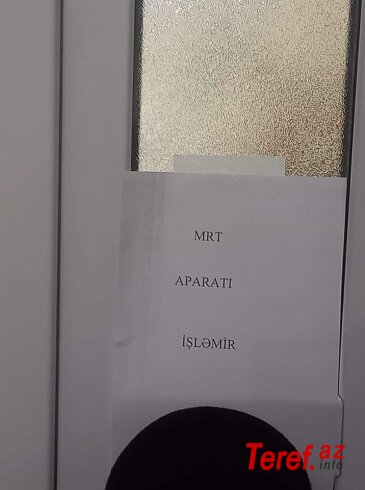 MRT
APARATI
İŞLƏMİR
Teref.az
info